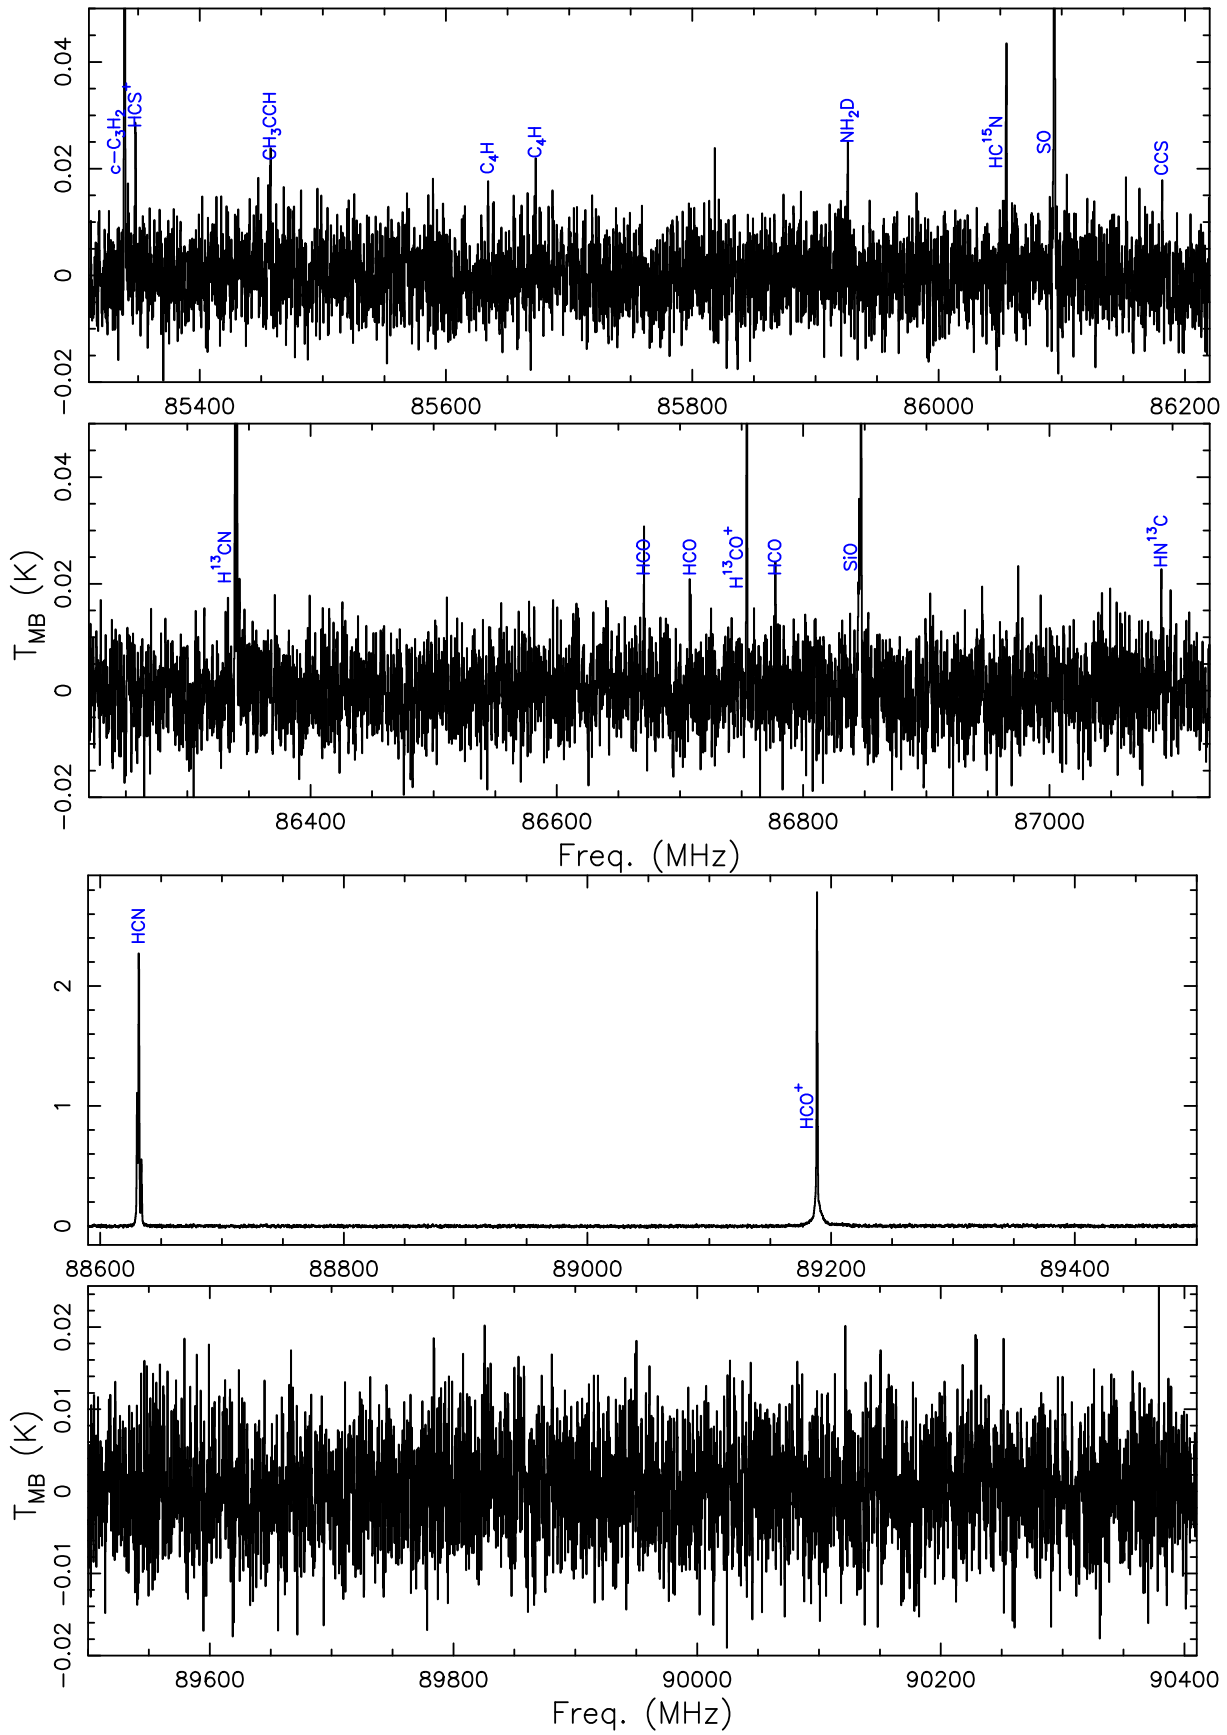 0.04
0.02
0
−0.02
c−C₃H₂
HCS⁺
CH₃CCH
C₄H
C₄H
NH₂D
HC¹⁵N
SO
CCS
85400 85600 85800 86000 86200
0.04
0.02
0
−0.02
T_MB (K)
H¹³CN
HCO
HCO
H¹³CO⁺
HCO
SiO
HN¹³C
86400 86600 86800 87000
Freq. (MHz)
2
1
0
HCN
HCO⁺
88600 88800 89000 89200 89400
0.02
0.01
0
−0.01
−0.02
T_MB (K)
89600 89800 90000 90200 90400
Freq. (MHz)